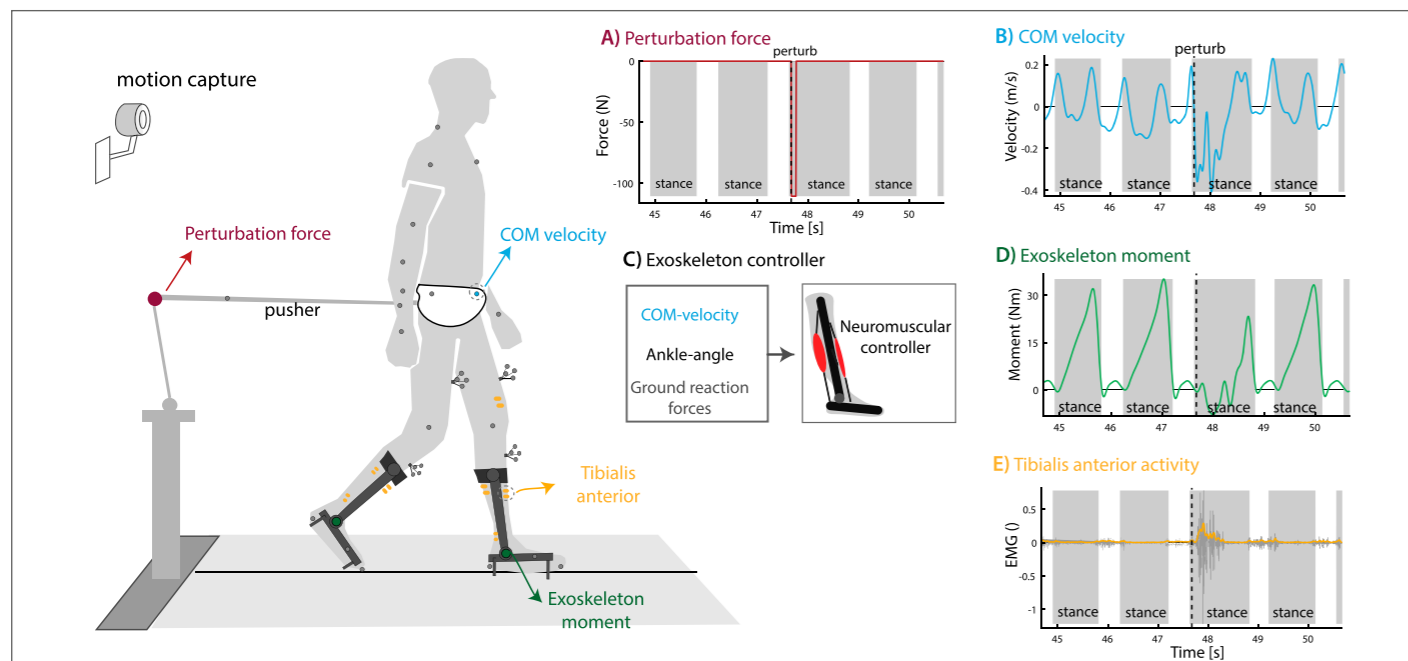 motion capture
Perturbation force
COM velocity
pusher
Tibialis
anterior
Exoskeleton
moment
A) Perturbation force
perturb
Force (N)
0
-50
-100
stance
stance
stance
stance
45
46
47
48
49
50
Time [s]
B) COM velocity
perturb
Velocity (m/s)
0.2
0
0.2
-0.4
stance
stance
stance
stance
45
46
47
48
49
50
C) Exoskeleton controller
COM-velocity
Ankle-angle
Ground reaction
forces
Neuromuscular
controller
D) Exoskeleton moment
Moment (Nm)
30
15
0
stance
stance
stance
stance
45
46
47
48
49
50
E) Tibialis anterior activity
EMG ()
0.5
0
-0.5
-1
stance
stance
stance
stance
45
46
47
48
49
50
Time [s]